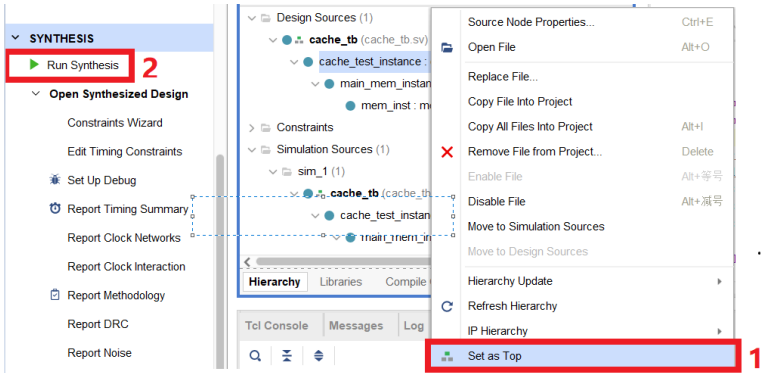 SYNTHESIS
Run Synthesis
2
Open Synthesized Design
Constraints Wizard
Edit Timing Constraints
Set Up Debug
Report Timing Summary
Report Clock Networks
Report Clock Interaction
Report Methodology
Report DRC
Report Noise
Design Sources (1)
cache_tb (cache_tb.sv)
cache_test_instance :
main_mem_instan
mem_inst : m
Constraints
Simulation Sources (1)
sim_1 (1)
cache_tb (cache_tb
cache_test_instan
main_mem_in
Hierarchy Libraries Compile
Tcl Console Messages Log
Source Node Properties... Ctrl+E
Open File Alt+O
Replace File...
Copy File Into Project
Copy All Files Into Project Alt+I
Remove File from Project... Delete
Enable File Alt+等号
Disable File Alt+减号
Move to Simulation Sources
Move to Design Sources
Hierarchy Update
Refresh Hierarchy
IP Hierarchy
Set as Top
1
.